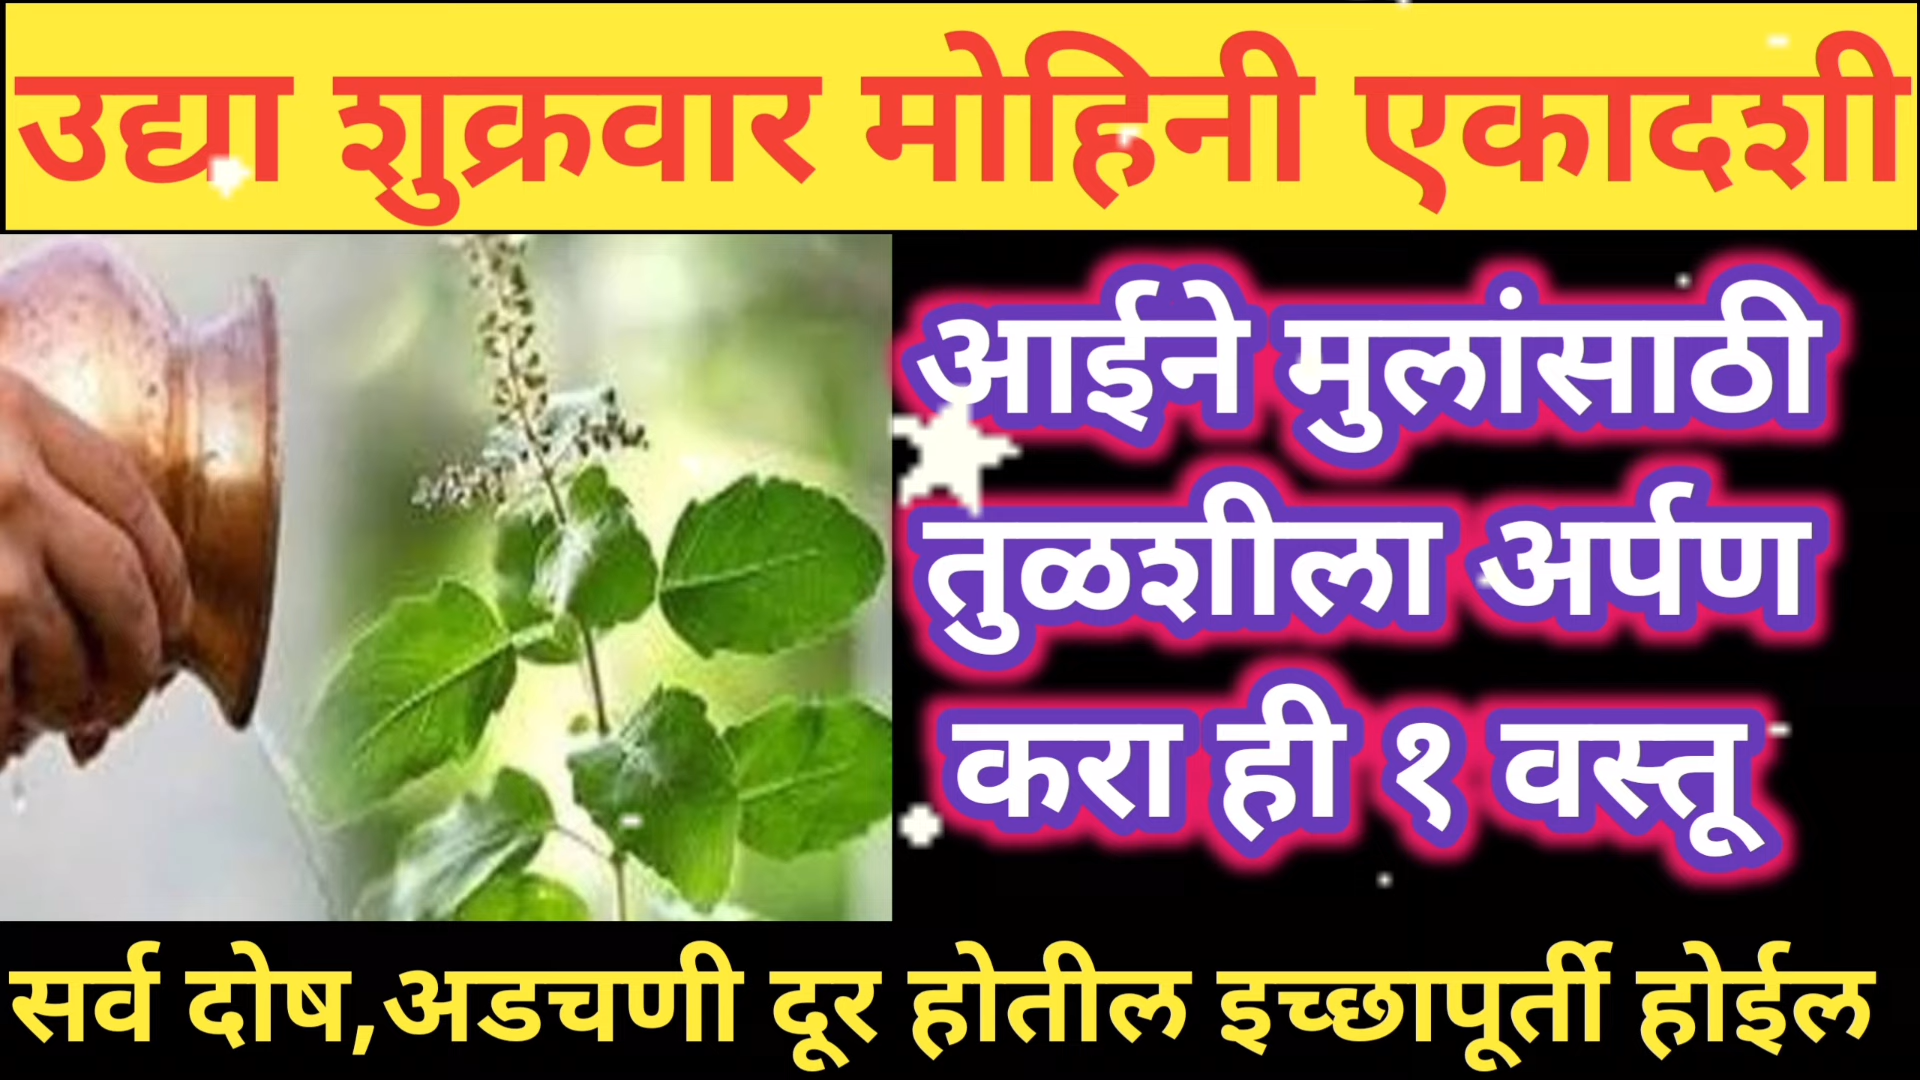 उद्या शुक्रवार मोहिनी एकादशी
आईने मुलांसाठी
तुळशीला अर्पण
करा ही १ वस्तू
सर्व दोष,अडचणी दूर होतील इच्छापूर्ती होईल